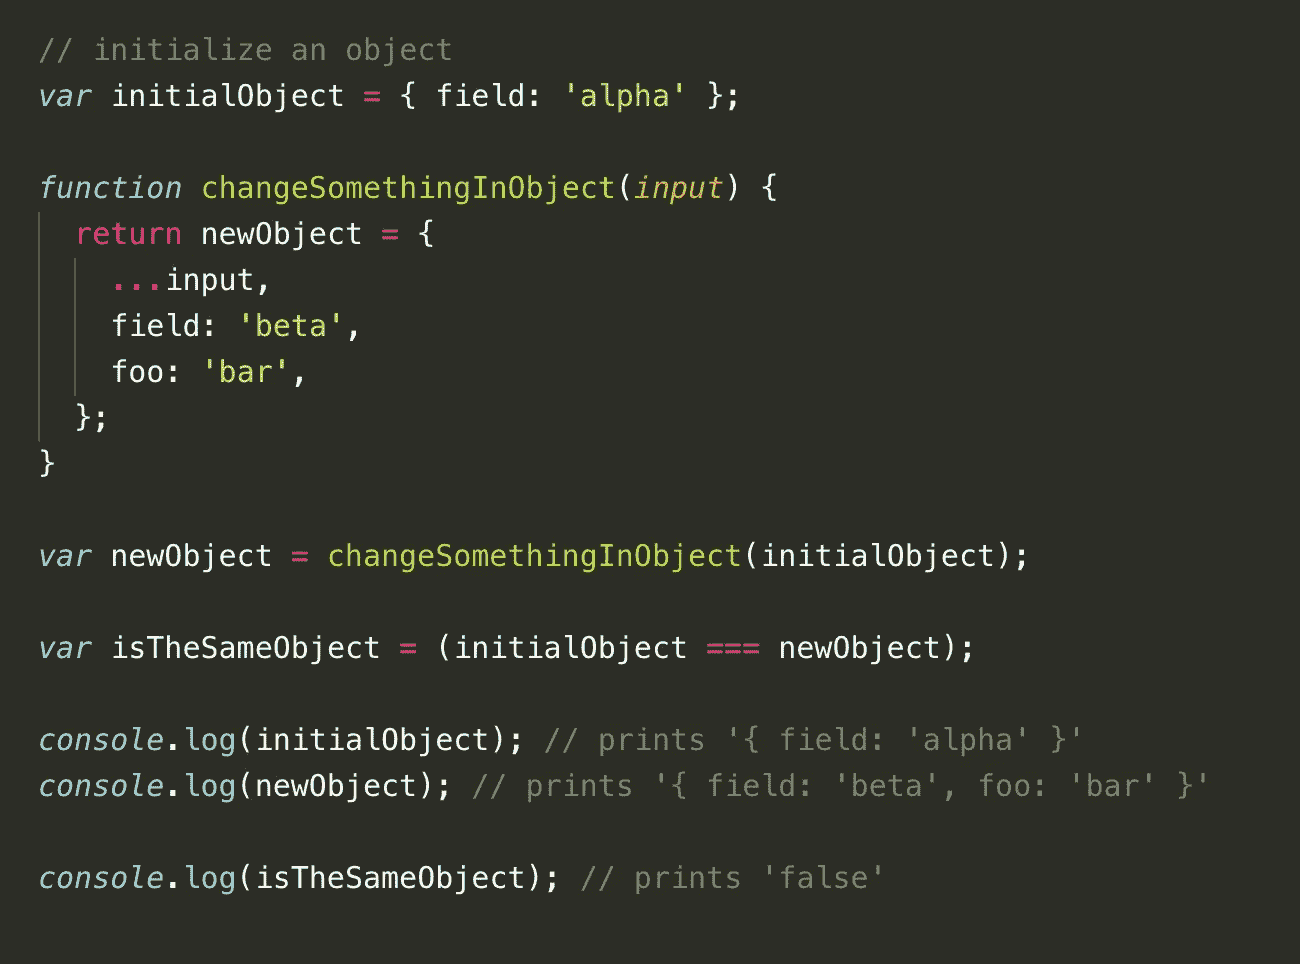 // initialize an object
var initialObject = { field: 'alpha' };
function changeSomethingInObject(input) {
return newObject = {
...input,
field: 'beta',
foo: 'bar',
};
}
var newObject = changeSomethingInObject(initialObject);
var isTheSameObject = (initialObject === newObject);
console.log(initialObject); // prints '{ field: 'alpha' }'
console.log(newObject); // prints '{ field: 'beta', foo: 'bar' }'
console.log(isTheSameObject); // prints 'false'